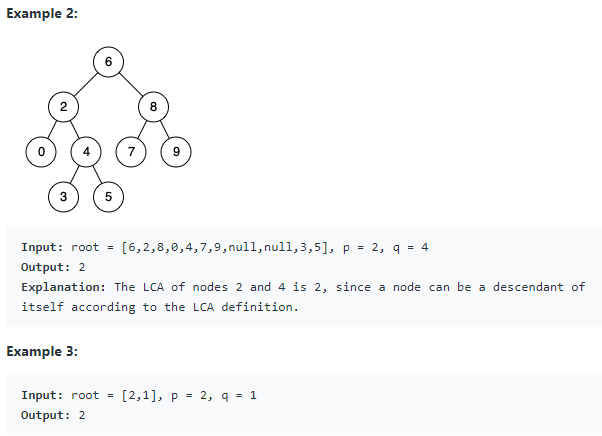 Example 2:
6
2 8
0 4 7 9
3 5
Input: root = [6,2,8,0,4,7,9,null,null,3,5], p = 2, q = 4
Output: 2
Explanation: The LCA of nodes 2 and 4 is 2, since a node can be a descendant of
itself according to the LCA definition.
Example 3:
Input: root = [2,1], p = 2, q = 1
Output: 2